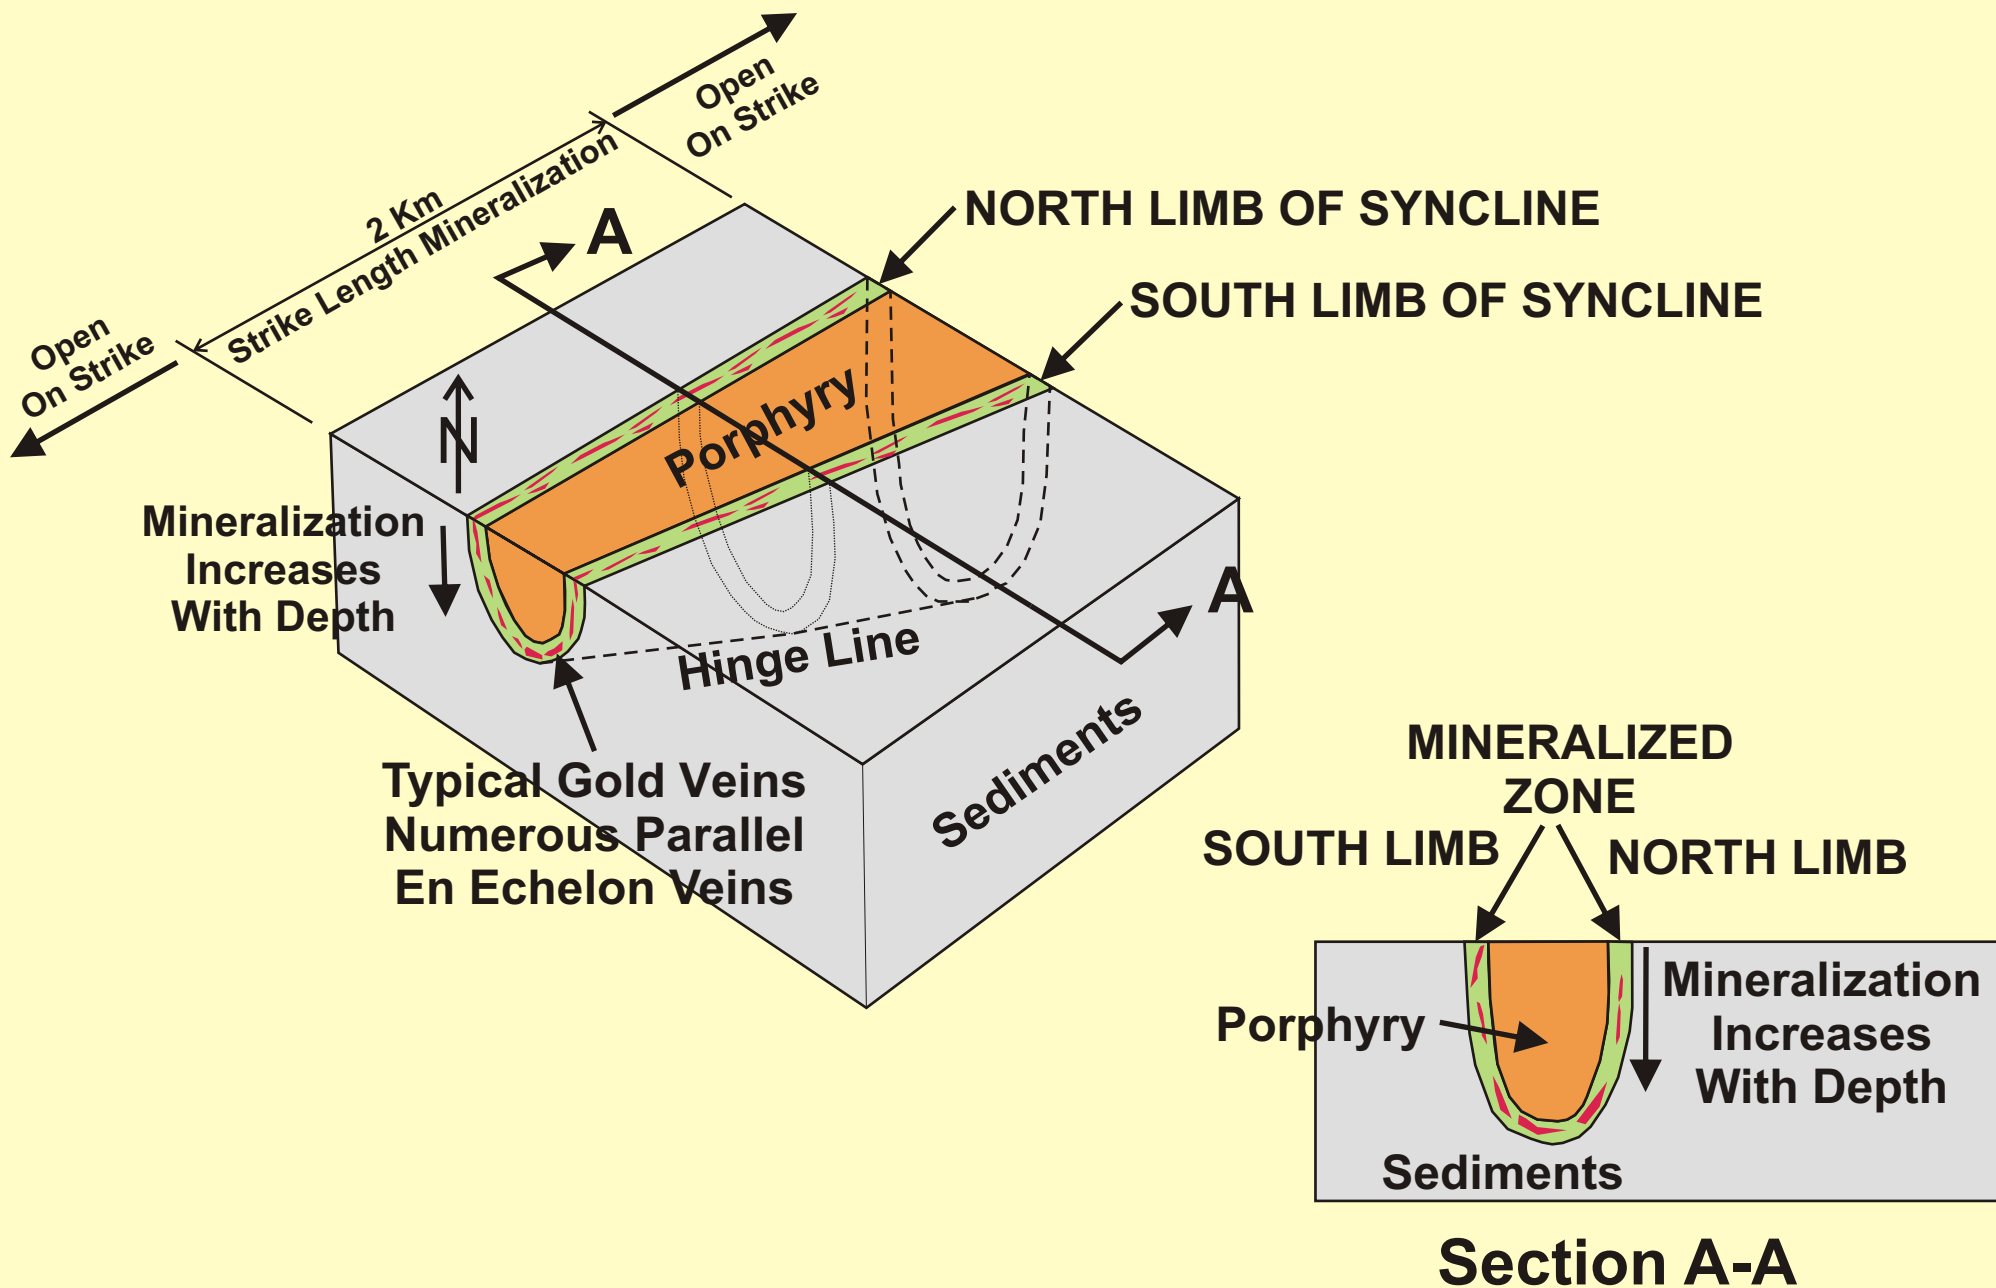 Open
On Strike
2 Km
Strike Length Mineralization
Open
On Strike
A
NORTH LIMB OF SYNCLINE
SOUTH LIMB OF SYNCLINE
N
Porphyry
Mineralization
Increases
With Depth
A
Hinge Line
Typical Gold Veins
Numerous Parallel
En Echelon Veins
Sediments
MINERALIZED
ZONE
SOUTH LIMB
NORTH LIMB
Porphyry
Mineralization
Increases
With Depth
Sediments
Section A-A